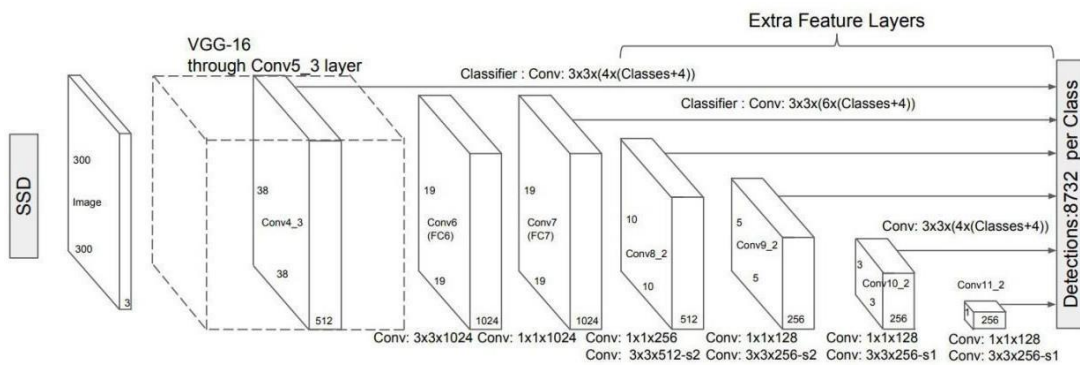 Extra Feature Layers
VGG-16
through Conv5_3 layer
Classifier : Conv: 3x3x(4x(Classes+4))
Classifier : Conv: 3x3x(6x(Classes+4))
SSD
300
Image
300
3
38
Conv4_3
38
512
19
Conv6
(FC6)
19
1024
19
Conv7
(FC7)
19
1024
10
Conv8_2
10
512
5
Conv9_2
5
256
Conv: 3x3x(4x(Classes+4))
3
Conv10_2
3
256
Conv11_2
1
256
Detections:8732 per Class
Conv: 3x3x1024
Conv: 1x1x1024
Conv: 1x1x256
Conv: 3x3x512-s2
Conv: 1x1x128
Conv: 3x3x256-s2
Conv: 1x1x128
Conv: 3x3x256-s1
Conv: 1x1x128
Conv: 3x3x256-s1